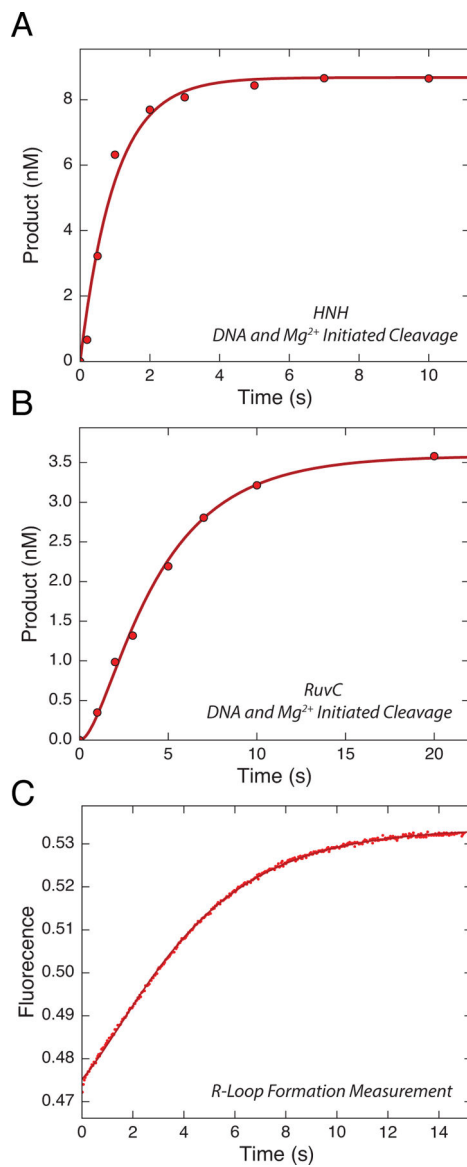 A
8
6
4
2
0
Product (nM)
HNH
DNA and Mg²⁺ Initiated Cleavage
0 2 4 6 8 10
Time (s)
B
3.5
3.0
2.5
2.0
1.5
1.0
0.5
0.0
Product (nM)
RuvC
DNA and Mg²⁺ Initiated Cleavage
0 5 10 15 20
Time (s)
C
0.53
0.52
0.50
0.49
0.48
0.47
Fluorecence
R-Loop Formation Measurement
0 2 4 6 8 10 12 14
Time (s)